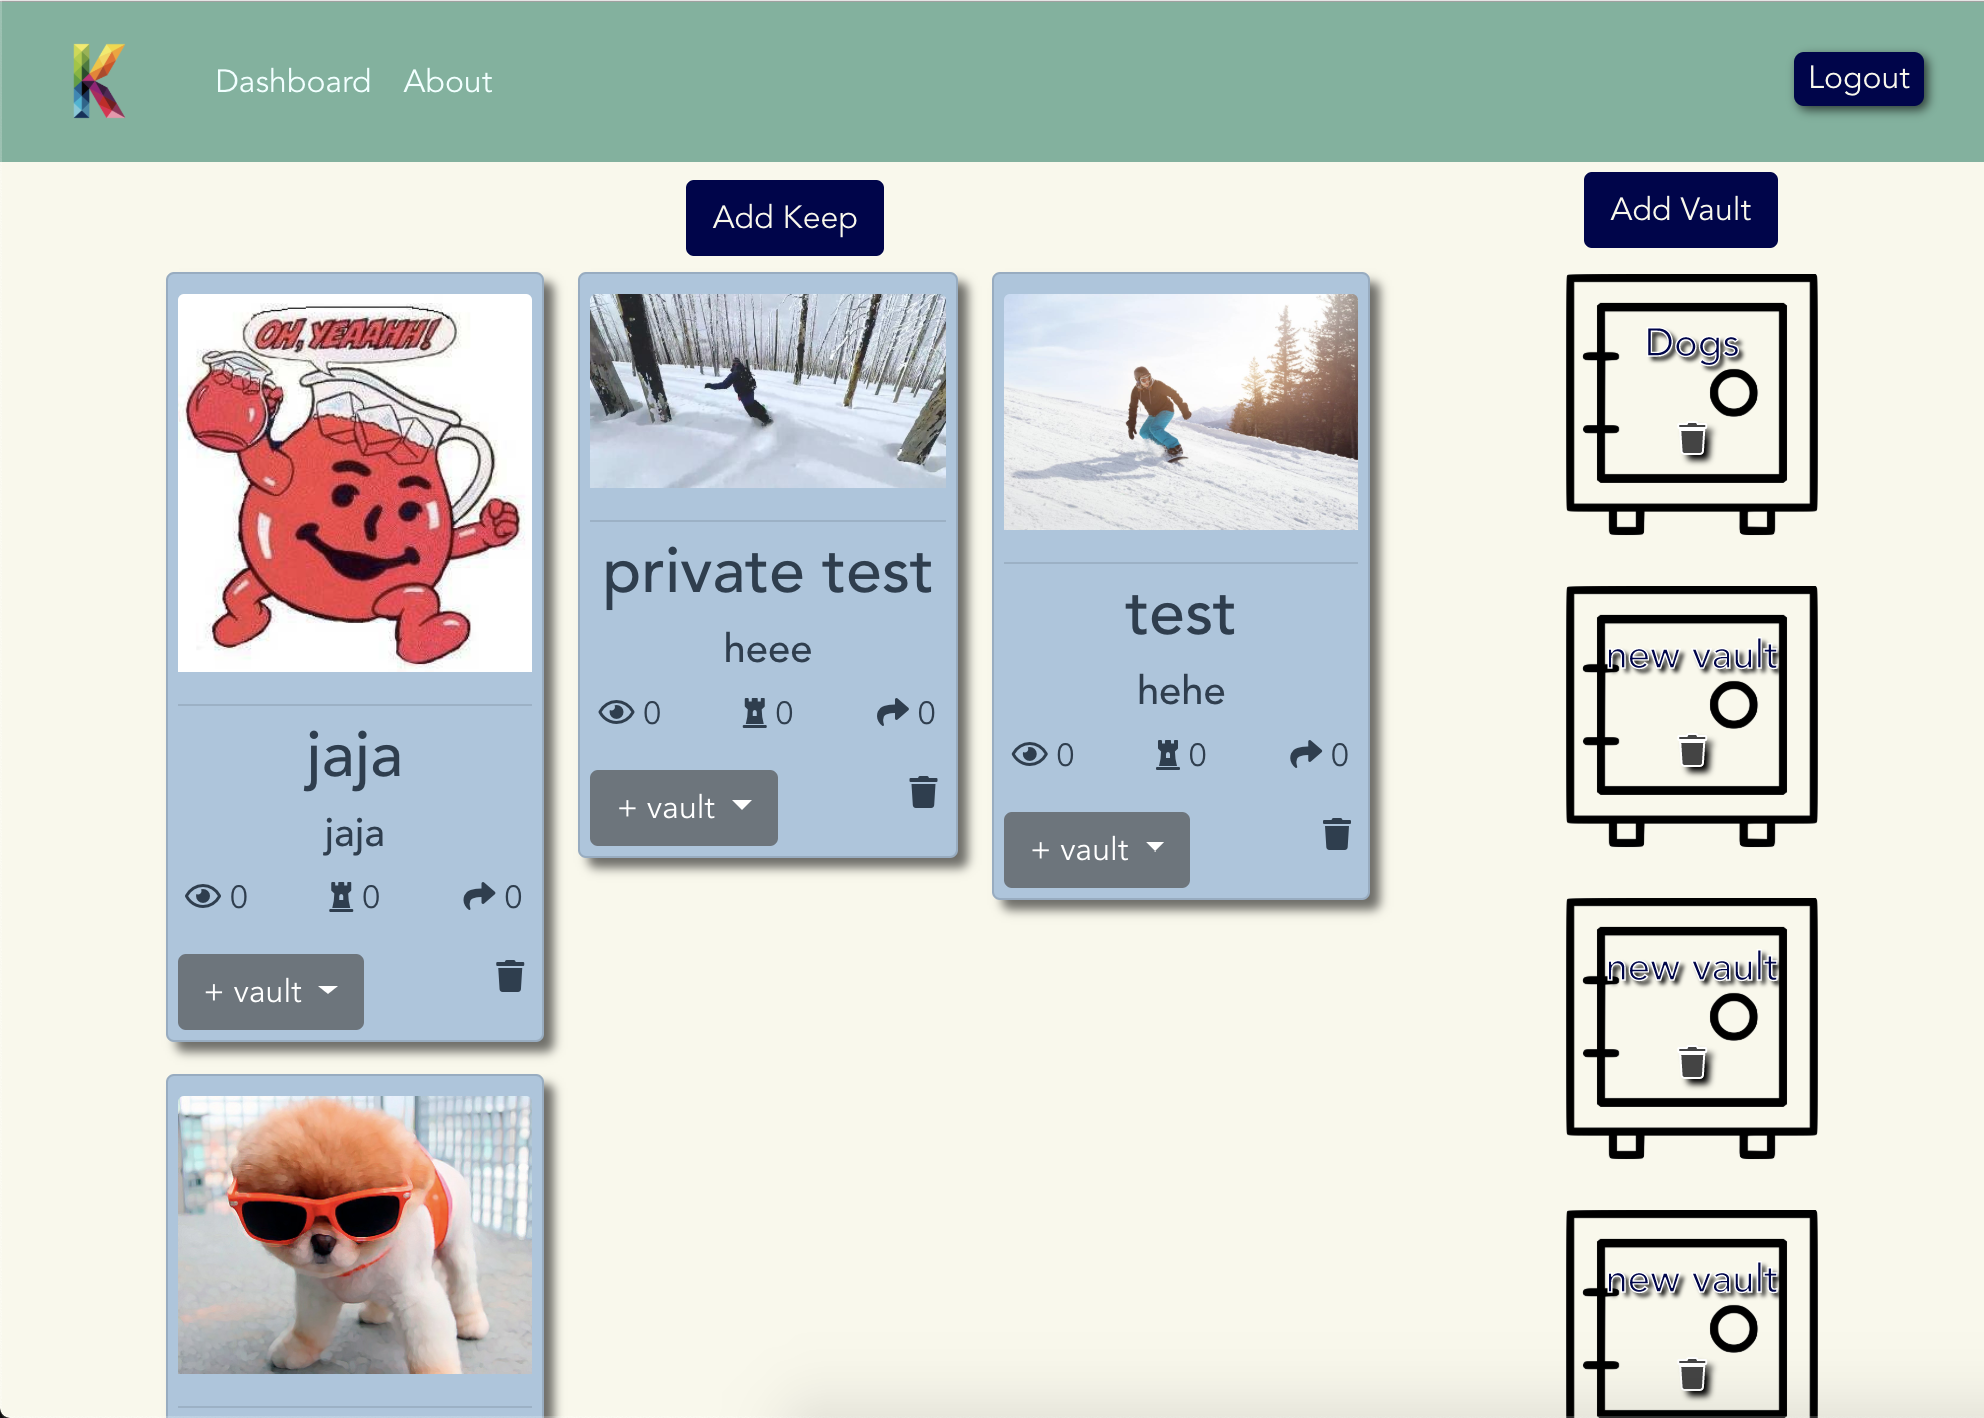 K
Dashboard About
Logout
Add Keep
Add Vault
OH, YEAAHH!
jaja
jaja
0 0 0
+ vault
private test
heee
0 0 0
+ vault
test
hehe
0 0 0
+ vault
Dogs
new vault
new vault
new vault